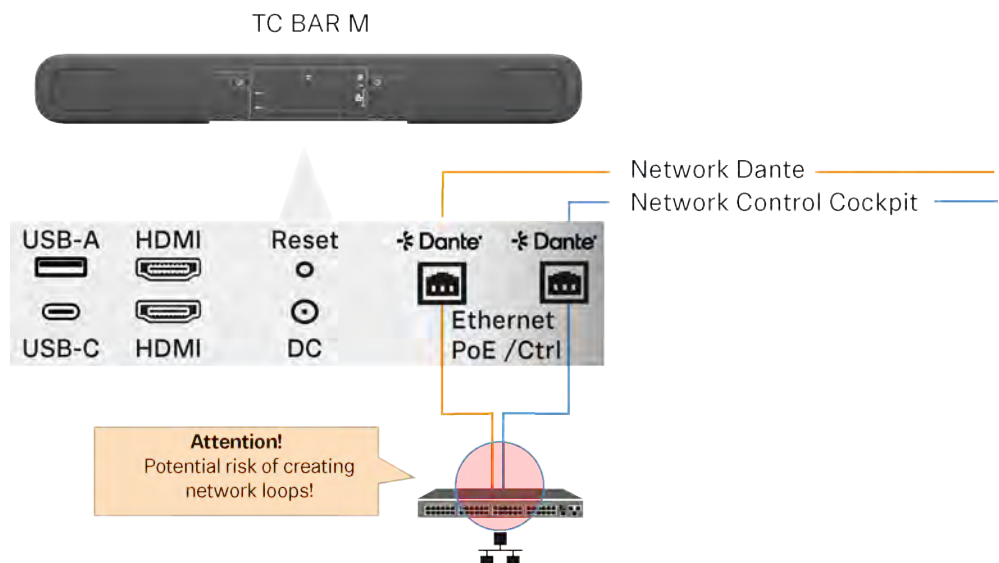 TC BAR M
Network Dante
Network Control Cockpit
USB-A HDMI Reset Dante Dante
Ethernet
USB-C HDMI DC PoE /Ctrl
Attention!
Potential risk of creating
network loops!